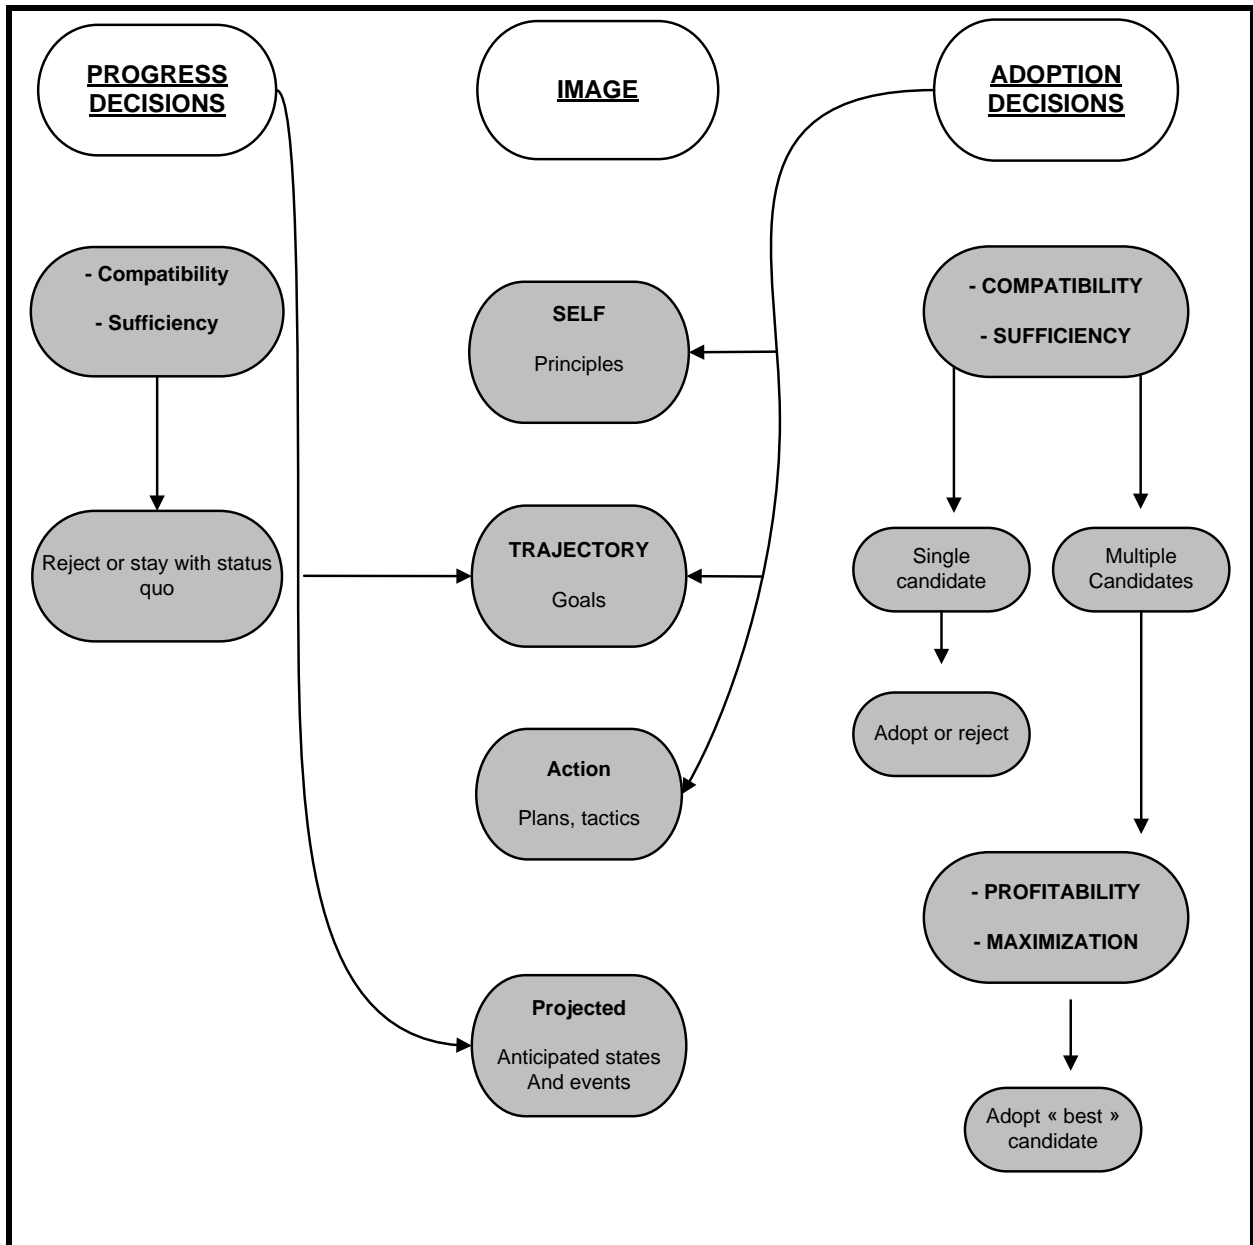 PROGRESS
DECISIONS
IMAGE
ADOPTION
DECISIONS
- Compatibility
- Sufficiency
Reject or stay with status
quo
SELF
Principles
TRAJECTORY
Goals
Action
Plans, tactics
Projected
Anticipated states
And events
- COMPATIBILITY
- SUFFICIENCY
Single
candidate
Multiple
Candidates
Adopt or reject
- PROFITABILITY
- MAXIMIZATION
Adopt « best »
candidate